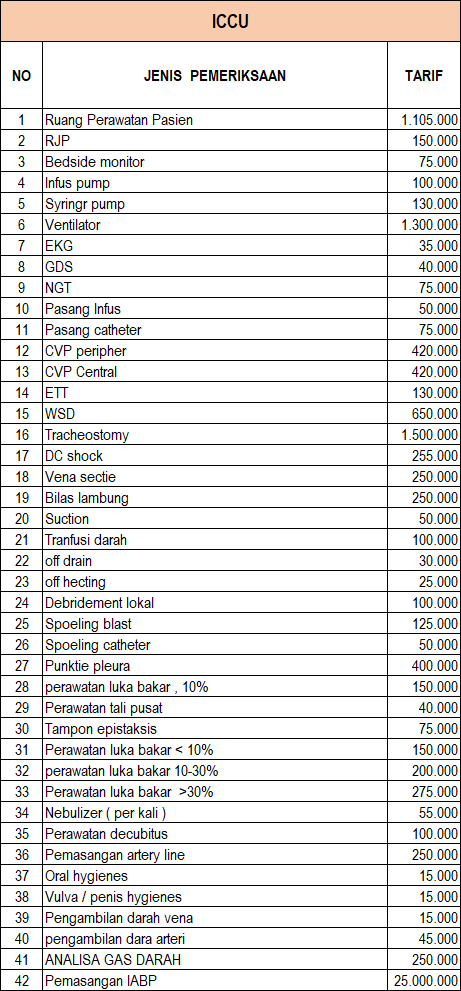 ICCU
NO JENIS PEMERIKSAAN TARIF
1 Ruang Perawatan Pasien 1.105.000
2 RJP 150.000
3 Bedside monitor 75.000
4 Infus pump 100.000
5 Syringr pump 130.000
6 Ventilator 1.300.000
7 EKG 35.000
8 GDS 40.000
9 NGT 75.000
10 Pasang Infus 50.000
11 Pasang catheter 75.000
12 CVP peripher 420.000
13 CVP Central 420.000
14 ETT 130.000
15 WSD 650.000
16 Tracheostomy 1.500.000
17 DC shock 255.000
18 Vena sectie 250.000
19 Bilas lambung 250.000
20 Suction 50.000
21 Tranfusi darah 100.000
22 off drain 30.000
23 off hecting 25.000
24 Debridement lokal 100.000
25 Spoeling blast 125.000
26 Spoeling catheter 50.000
27 Punktie pleura 400.000
28 perawatan luka bakar , 10% 150.000
29 Perawatan tali pusat 40.000
30 Tampon epistaksis 75.000
31 Perawatan luka bakar < 10% 150.000
32 perawatan luka bakar 10-30% 200.000
33 Perawatan luka bakar >30% 275.000
34 Nebulizer ( per kali ) 55.000
35 Perawatan decubitus 100.000
36 Pemasangan artery line 250.000
37 Oral hygienes 15.000
38 Vulva / penis hygienes 15.000
39 Pengambilan darah vena 15.000
40 pengambilan dara arteri 45.000
41 ANALISA GAS DARAH 250.000
42 Pemasangan IABP 25.000.000